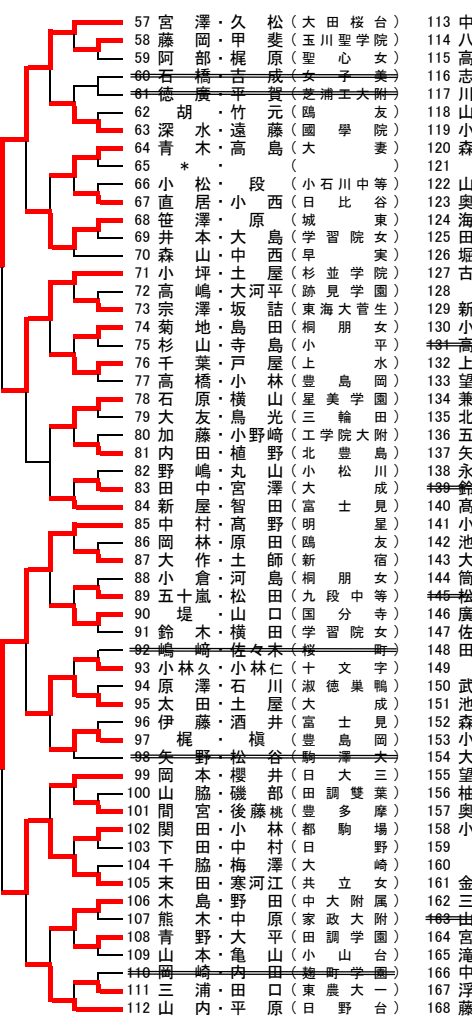 57 宮澤・久松（大田桜台） 113 中
58 藤岡・甲斐（玉川聖学院） 114 八
59 阿部・梶原（聖心女） 115 高
60 石橋・吉成（女子美） 116 志
61 徳廣・平賀（芝浦工大附） 117 川
62 胡・竹元（鴎友） 118 山
63 深水・遠藤（國學院） 119 小
64 青木・高島（大妻） 120 森
65 *・（ ） 121
66 小松・段（小石川中等） 122 山
67 直居・小西（日比谷） 123 奥
68 笹澤・原（城東） 124 海
69 井本・大島（学習院女） 125 田
70 森山・中西（早実） 126 堀
71 小坪・土屋（杉並学院） 127 古
72 高嶋・大河平（跡見学園） 128
73 宗澤・坂詰（東海大菅生） 129 新
74 菊地・島田（桐朋女） 130 小
75 杉山・寺島（小平） 131 高
76 千葉・戸屋（上水） 132 上
77 高橋・小林（豊島岡） 133 望
78 石原・横山（星美学園） 134 兼
79 大友・鳥光（三輪田） 135 北
80 加藤・小野﨑（工学院大附） 136 五
81 内田・植野（北豊島） 137 矢
82 野嶋・丸山（小松川） 138 永
83 田中・宮澤（大成） 139 鈴
84 新屋・智田（富士見） 140 髙
85 中村・髙野（明星） 141 小
86 岡林・原田（鴎友） 142 池
87 大作・土師（新宿） 143 大
88 小倉・河島（桐朋女） 144 筒
89 五十嵐・松田（九段中等） 145 松
90 堤・山口（国分寺） 146 廣
91 鈴木・横田（学習院女） 147 佐
92 嶋﨑・佐々木（桜町） 148 田
93 小林久・小林仁（十文字） 149
94 原澤・石川（淑徳巣鴨） 150 武
95 太田・土屋（大成） 151 池
96 伊藤・酒井（富士見） 152 森
97 梶・槇（豊島岡） 153 小
98 矢野・松谷（駒澤大） 154 大
99 岡本・櫻井（日大三） 155 望
100 山脇・磯部（田調雙葉） 156 柚
101 間宮・後藤桃（豊多摩） 157 奥
102 関田・小林（都駒場） 158 小
103 下田・中村（日野） 159
104 千脇・梅澤（大崎） 160
105 末田・寒河江（共立女） 161 金
106 木島・野田（中大附属） 162 三
107 熊木・中原（家政大附） 163 山
108 青野・大平（田調学園） 164 宮
109 山本・亀山（小山台） 165 滝
110 岡崎・内田（麹町学園） 166 中
111 三浦・田口（東農大一） 167 浮
112 山内・平原（日野台） 168 藤